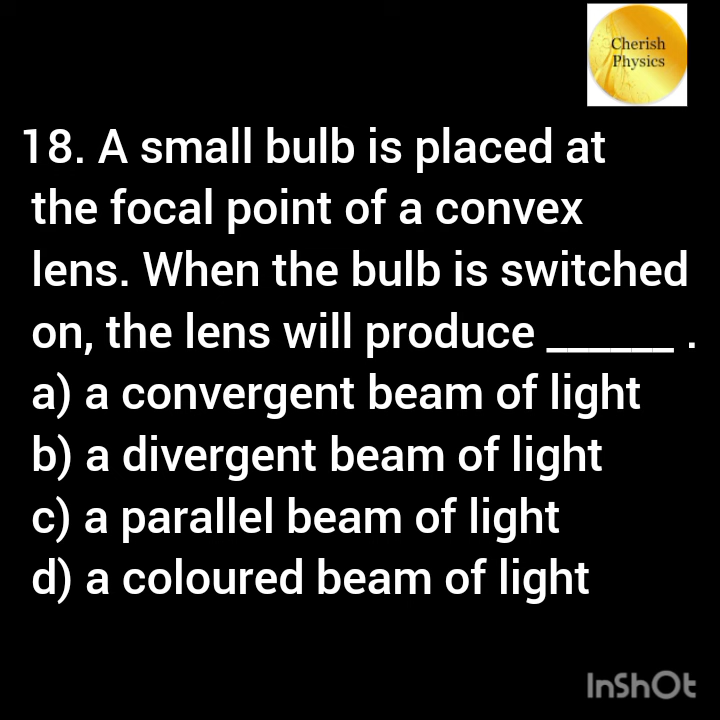 Cherish
Physics
18. A small bulb is placed at
the focal point of a convex
lens. When the bulb is switched
on, the lens will produce ______ .
a) a convergent beam of light
b) a divergent beam of light
c) a parallel beam of light
d) a coloured beam of light
InShOt